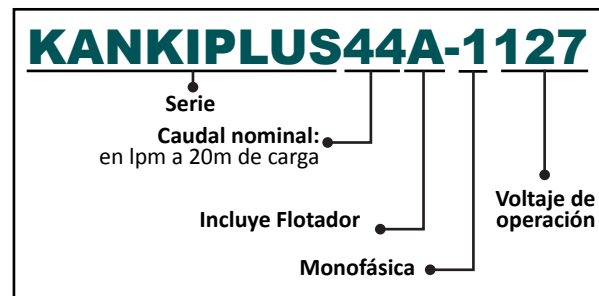 KANKIPLUS44A-1127
Serie
Caudal nominal:
en lpm a 20m de carga
Incluye Flotador
Voltaje de
operación
Monofásica